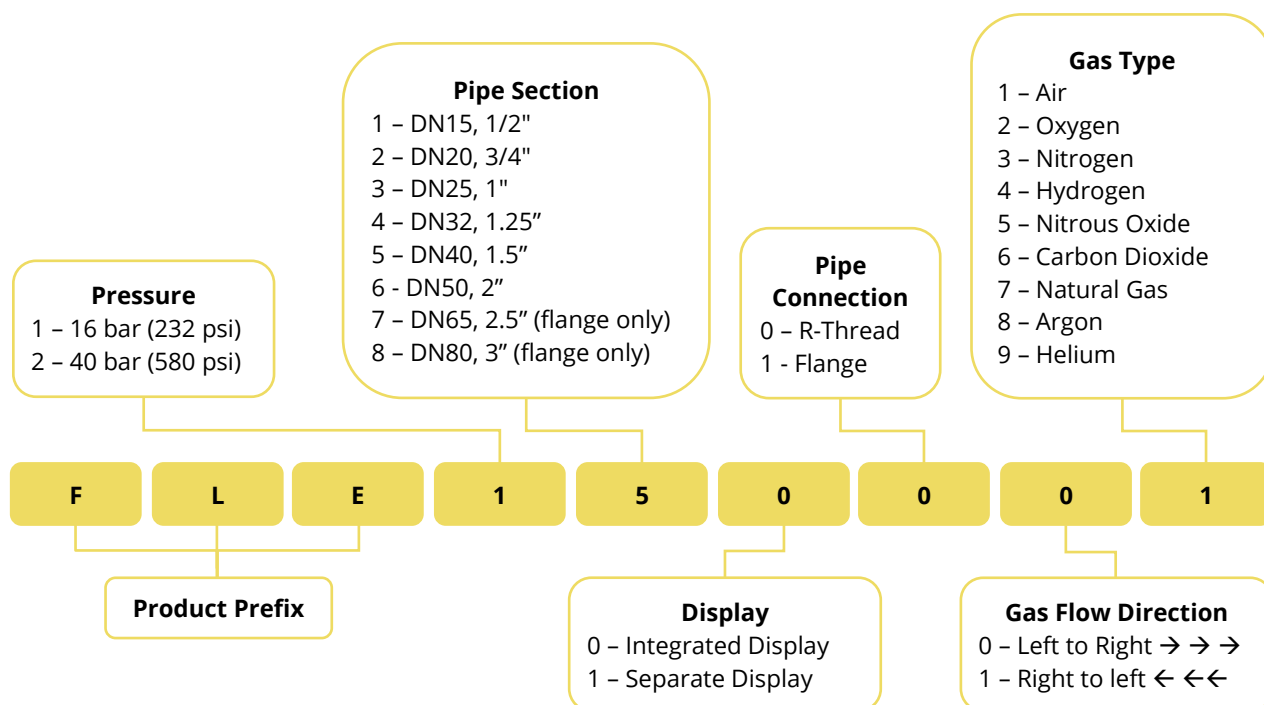 Pipe Section
1 – DN15, 1/2"
2 – DN20, 3/4"
3 – DN25, 1"
4 – DN32, 1.25”
5 – DN40, 1.5”
6 - DN50, 2”
7 – DN65, 2.5” (flange only)
8 – DN80, 3” (flange only)
Gas Type
1 – Air
2 – Oxygen
3 – Nitrogen
4 – Hydrogen
5 – Nitrous Oxide
6 – Carbon Dioxide
7 – Natural Gas
8 – Argon
9 – Helium
Pressure
1 – 16 bar (232 psi)
2 – 40 bar (580 psi)
Pipe
Connection
0 – R-Thread
1 - Flange
F L E 1 5 0 0 0 1
Product Prefix
Display
0 – Integrated Display
1 – Separate Display
Gas Flow Direction
0 – Left to Right → → →
1 – Right to left ← ←←